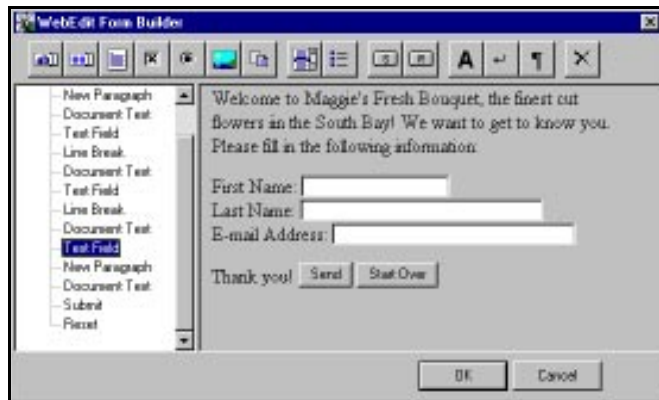 WebEdit Form Builder
A
New Paragraph
Document Text
Text Field
Line Break
Document Text
Text Field
Line Break
Document Text
Text Field
New Paragraph
Document Text
Submit
Reset
Welcome to Maggie's Fresh Bouquet, the finest cut
flowers in the South Bay! We want to get to know you.
Please fill in the following information:
First Name:
Last Name:
E-mail Address:
Thank you! Send Start Over
OK Cancel